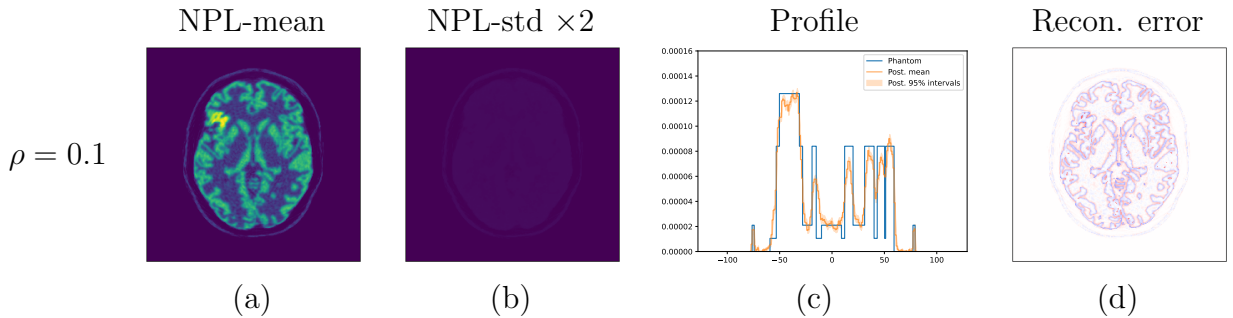 NPL-mean
NPL-std ×2
Profile
Recon. error
ρ = 0.1
0.00016
0.00014
0.00012
0.00010
0.00008
0.00006
0.00004
0.00002
0.00000
Phantom
Post. mean
Post. 95% intervals
−100
−50
0
50
100
(a)
(b)
(c)
(d)